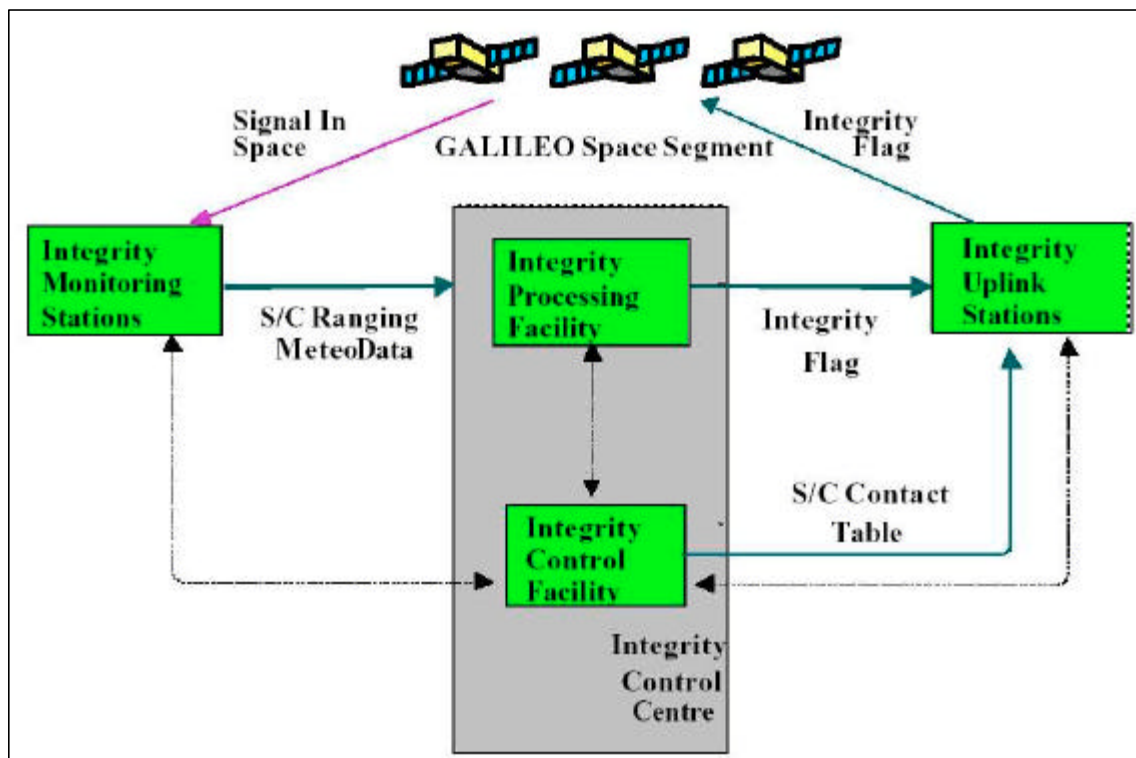 Signal In
Space
GALILEO Space Segment
Integrity
Flag
Integrity
Monitoring
Stations
S/C Ranging
MeteoData
Integrity
Processing
Facility
Integrity
Flag
Integrity
Uplink
Stations
S/C Contact
Table
Integrity
Control
Facility
Integrity
Control
Centre